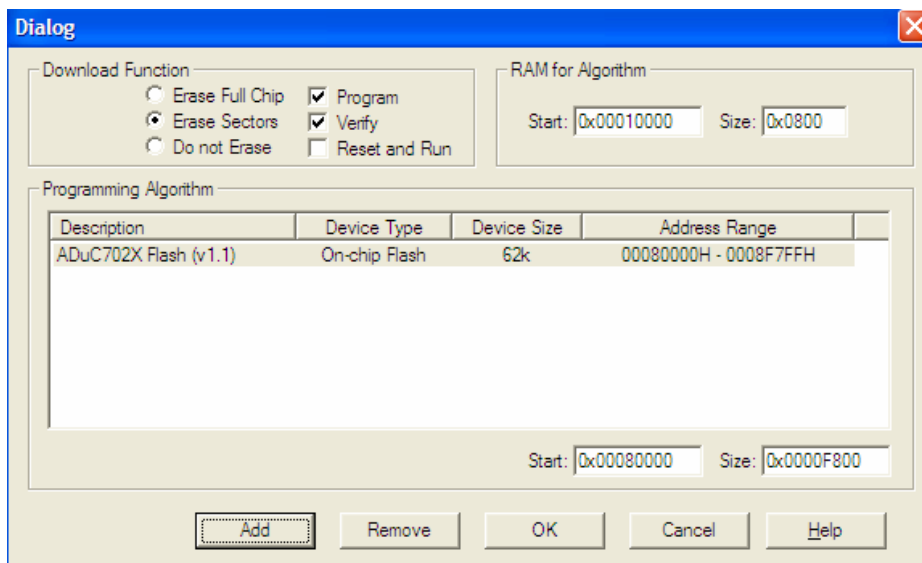 Dialog
Download Function
Erase Full Chip
Program
Erase Sectors
Verify
Do not Erase
Reset and Run
RAM for Algorithm
Start: 0x00010000 Size: 0x0800
Programming Algorithm
Description Device Type Device Size Address Range
ADuC702X Flash (v1.1) On-chip Flash 62k 00080000H - 0008F7FFH
Start: 0x00080000 Size: 0x0000F800
Add Remove OK Cancel Help